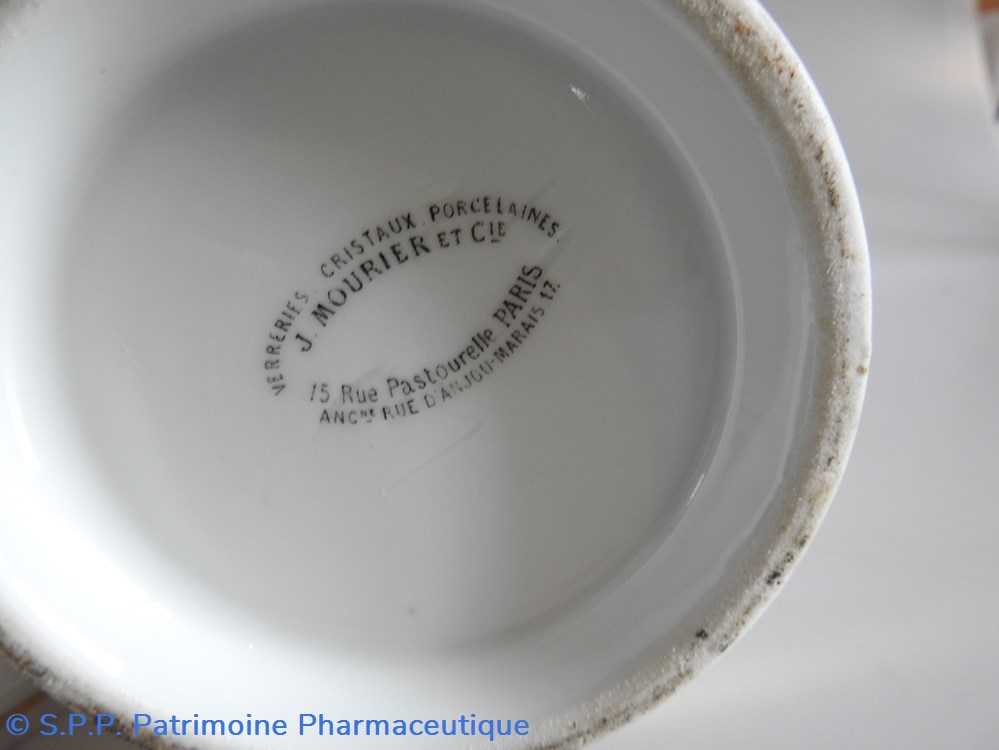 VERRERIES. CRISTAUX. PORCELAINES.
J. MOURIER ET CIE
15 Rue Pastourelle PARIS
ANCNE RUE D'ANJOU-MARAIS 17.
© S.P.P. Patrimoine Pharmaceutique